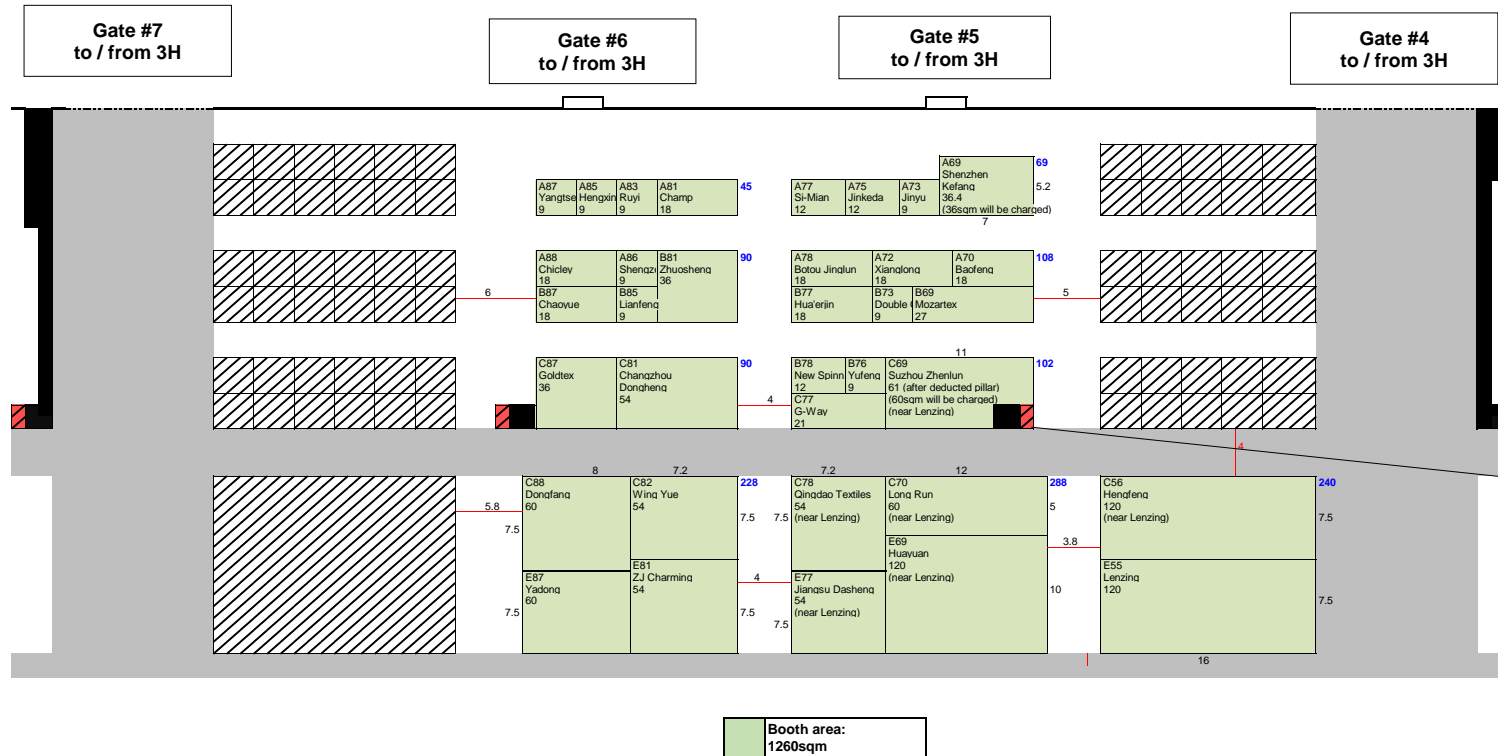 Gate #7
to / from 3H
Gate #6
to / from 3H
Gate #5
to / from 3H
Gate #4
to / from 3H
A87
Yangtse
9
A85
Hengxin
9
A83
Ruyi
9
A81
Champ
18
45
A77
Si-Mian
12
A75
Jinkeda
12
A73
Jinyu
9
A69
Shenzhen
Kefang
36.4
(36sqm will be charged)
69
5.2
7
A88
Chicley
18
A86
Shengz
9
B81
Zhuosheng
36
90
B87
Chaoyue
18
B85
Lianfeng
9
6
A78
Botou Jinglun
18
A72
Xianglong
18
A70
Baofeng
18
108
B77
Hua'erjin
18
B73
Double
9
B69
Mozartex
27
5
C87
Goldtex
36
C81
Changzhou
Dongheng
54
90
4
B78
New Spinn
12
B76
Yufeng
9
C77
G-Way
21
11
C69
Suzhou Zhenlun
61 (after deducted pillar)
(60sqm will be charged)
(near Lenzing)
102
4
8
7.2
7.2
12
C88
Dongfang
60
C82
Wing Yue
54
228
5.8
7.5
7.5
C78
Qingdao Textiles
54
(near Lenzing)
7.5
C70
Long Run
60
(near Lenzing)
288
5
C56
Hengfeng
120
(near Lenzing)
240
7.5
3.8
E87
Yadong
60
7.5
E81
ZJ Charming
54
4
7.5
E77
Jiangsu Dasheng
54
(near Lenzing)
7.5
E69
Huayuan
120
(near Lenzing)
10
E55
Lenzing
120
7.5
16
Booth area:
1260sqm